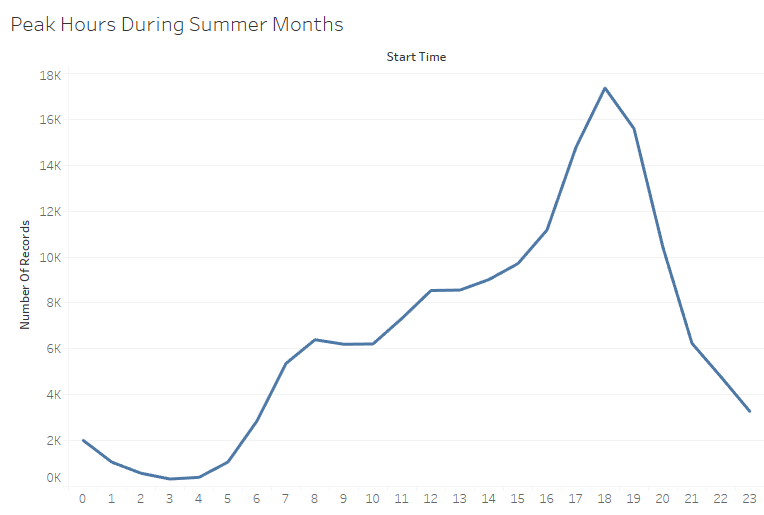 Peak Hours During Summer Months
Start Time
18K
16K
14K
12K
10K
8K
6K
4K
2K
0K
Number Of Records
0 1 2 3 4 5 6 7 8 9 10 11 12 13 14 15 16 17 18 19 20 21 22 23